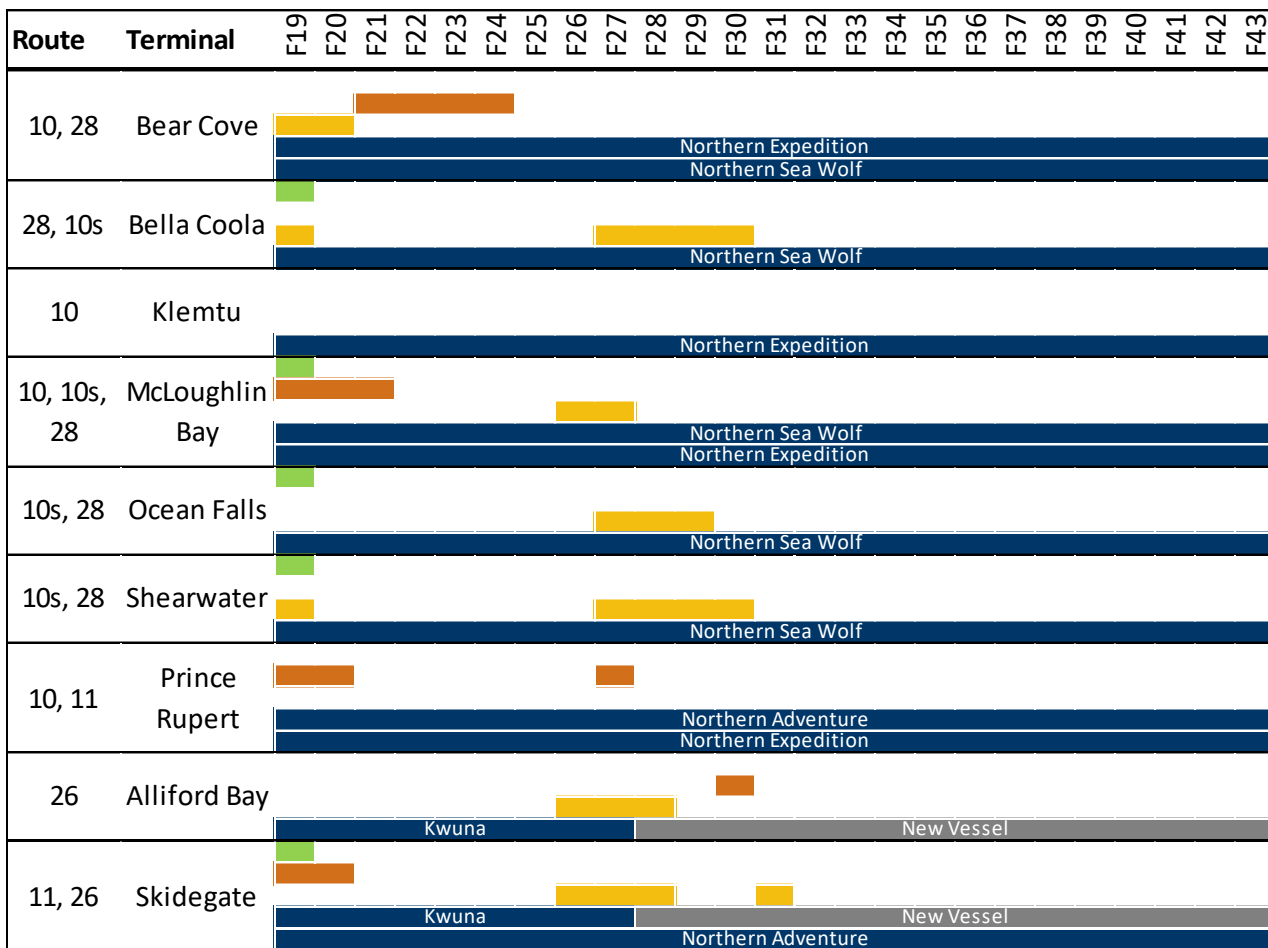 Route Terminal F19 F20 F21 F22 F23 F24 F25 F26 F27 F28 F29 F30 F31 F32 F33 F34 F35 F36 F37 F38 F39 F40 F41 F42 F43
10, 28 Bear Cove
Northern Expedition
Northern Sea Wolf
28, 10s Bella Coola
Northern Sea Wolf
10 Klemtu
Northern Expedition
10, 10s, McLoughlin
28 Bay
Northern Sea Wolf
Northern Expedition
10s, 28 Ocean Falls
Northern Sea Wolf
10s, 28 Shearwater
Northern Sea Wolf
10, 11 Prince
Rupert
Northern Adventure
Northern Expedition
26 Alliford Bay
Kwuna New Vessel
11, 26 Skidegate
Kwuna New Vessel
Northern Adventure